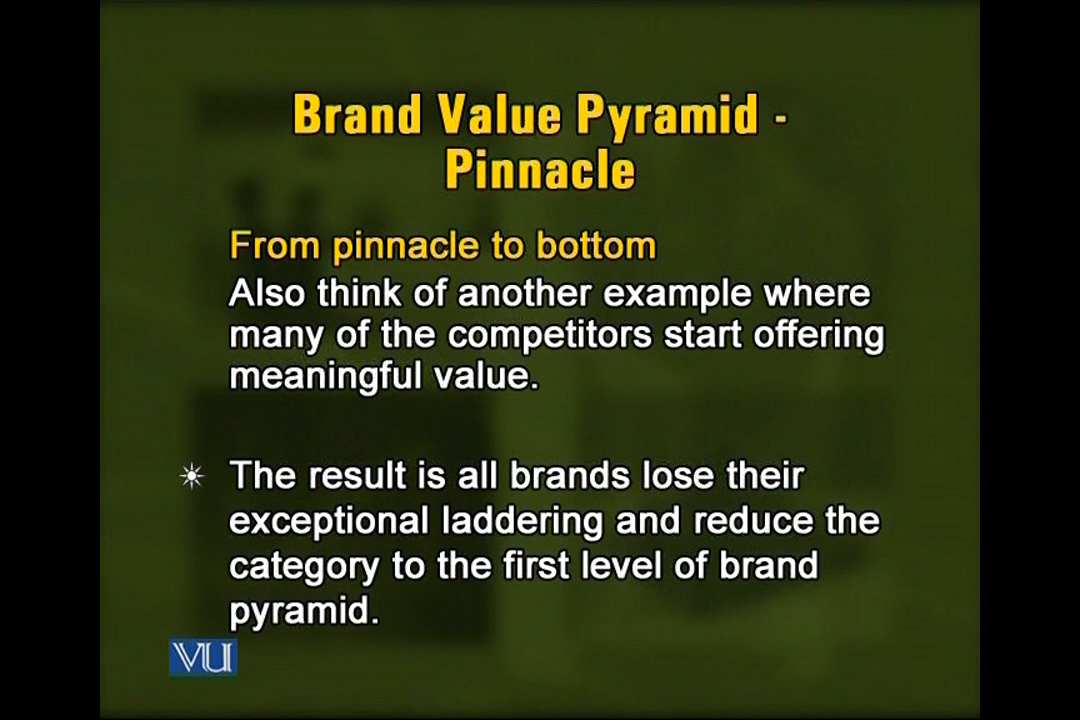 Brand Value Pyramid -
Pinnacle
From pinnacle to bottom
Also think of another example where
many of the competitors start offering
meaningful value.
The result is all brands lose their
exceptional laddering and reduce the
category to the first level of brand
pyramid.
VU